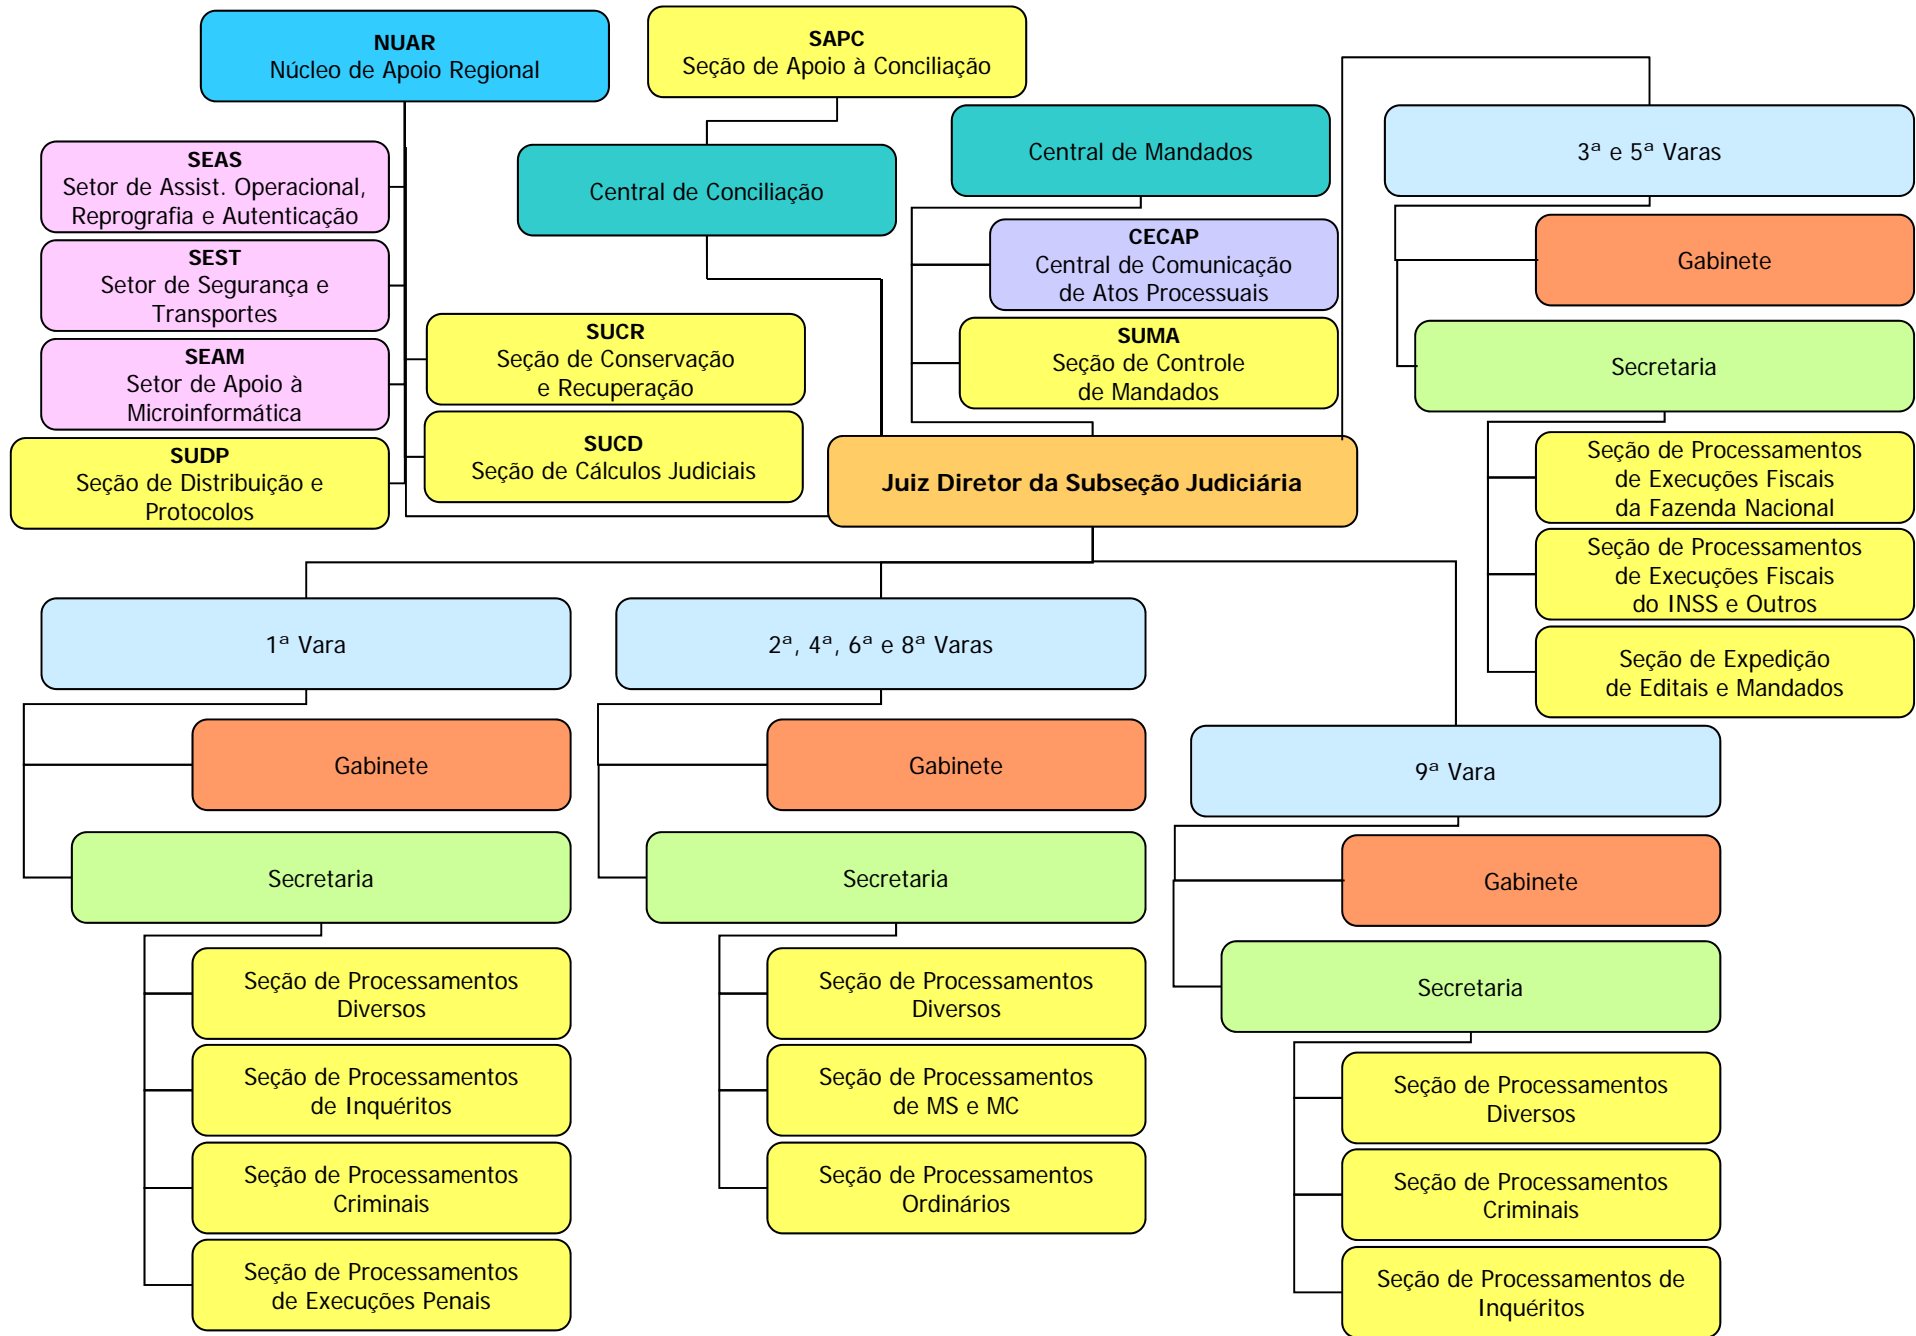 NUAR
Núcleo de Apoio Regional
SAPC
Seção de Apoio à Conciliação
Central de Mandados
3ª e 5ª Varas
SEAS
Setor de Assist. Operacional,
Reprografia e Autenticação
Central de Conciliação
CECAP
Central de Comunicação
de Atos Processuais
Gabinete
SEST
Setor de Segurança e
Transportes
SUCR
Seção de Conservação
e Recuperação
SUMA
Seção de Controle
de Mandados
Secretaria
SEAM
Setor de Apoio à
Microinformática
SUCD
Seção de Cálculos Judiciais
SUDP
Seção de Distribuição e
Protocolos
Juiz Diretor da Subseção Judiciária
Seção de Processamentos
de Execuções Fiscais
da Fazenda Nacional
Seção de Processamentos
de Execuções Fiscais
do INSS e Outros
Seção de Expedição
de Editais e Mandados
1ª Vara
Gabinete
Secretaria
Seção de Processamentos
Diversos
Seção de Processamentos
de Inquéritos
Seção de Processamentos
Criminais
Seção de Processamentos
de Execuções Penais
2ª, 4ª, 6ª e 8ª Varas
Gabinete
Secretaria
Seção de Processamentos
Diversos
Seção de Processamentos
de MS e MC
Seção de Processamentos
Ordinários
9ª Vara
Gabinete
Secretaria
Seção de Processamentos
Diversos
Seção de Processamentos
Criminais
Seção de Processamentos de
Inquéritos